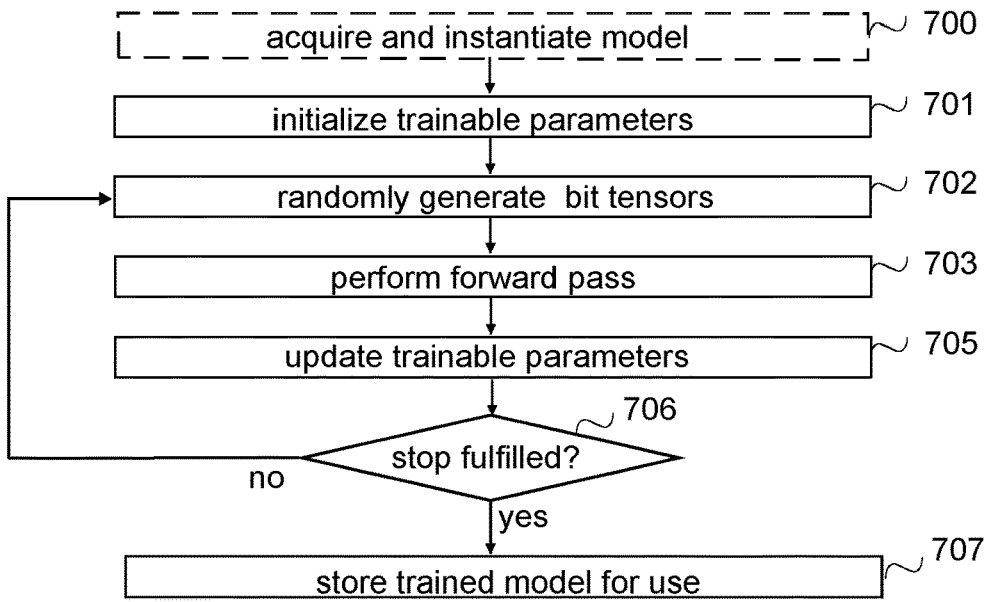 acquire and instantiate model 700
initialize trainable parameters 701
randomly generate bit tensors 702
perform forward pass 703
update trainable parameters 705
706
stop fulfilled?
no
yes
707
store trained model for use